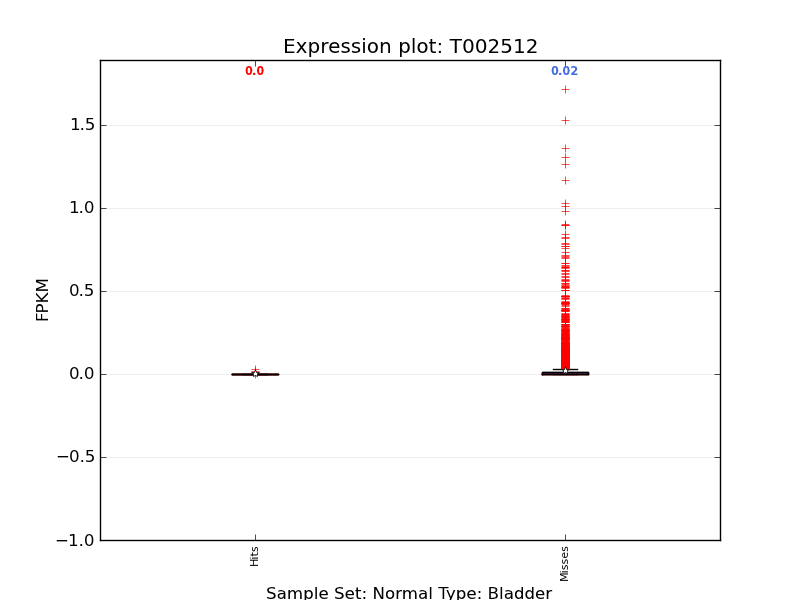 Expression plot: T002512
0.0
0.02
1.5
1.0
0.5
0.0
−0.5
−1.0
FPKM
Hits
Misses
Sample Set: Normal Type: Bladder